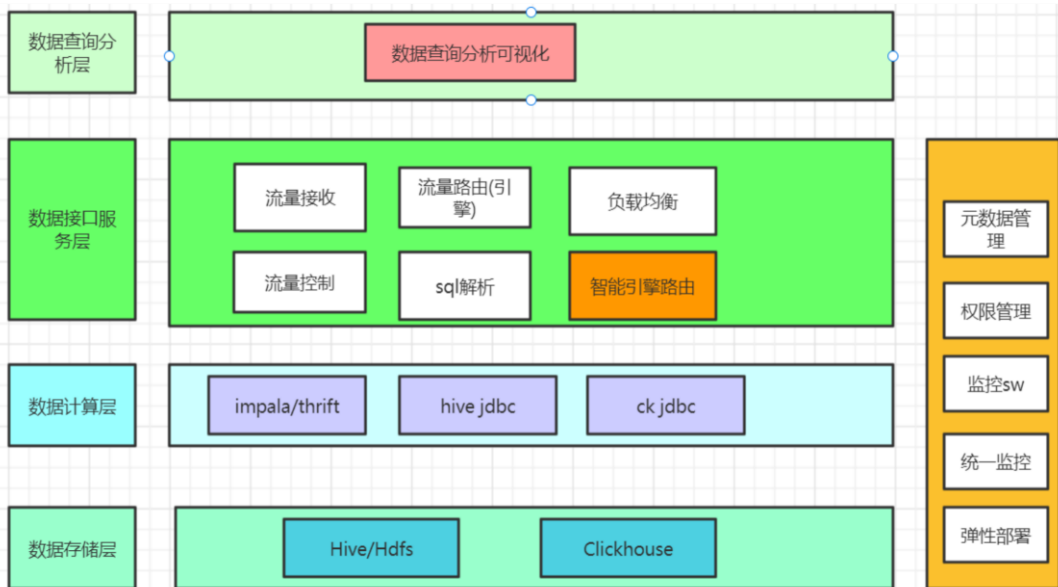 数据查询分
析层
数据查询分析可视化
数据接口服
务层
流量接收
流量路由(引
擎)
负载均衡
流量控制
sql解析
智能引擎路由
数据计算层
impala/thrift
hive jdbc
ck jdbc
数据存储层
Hive/Hdfs
Clickhouse
元数据管
理
权限管理
监控sw
统一监控
弹性部署